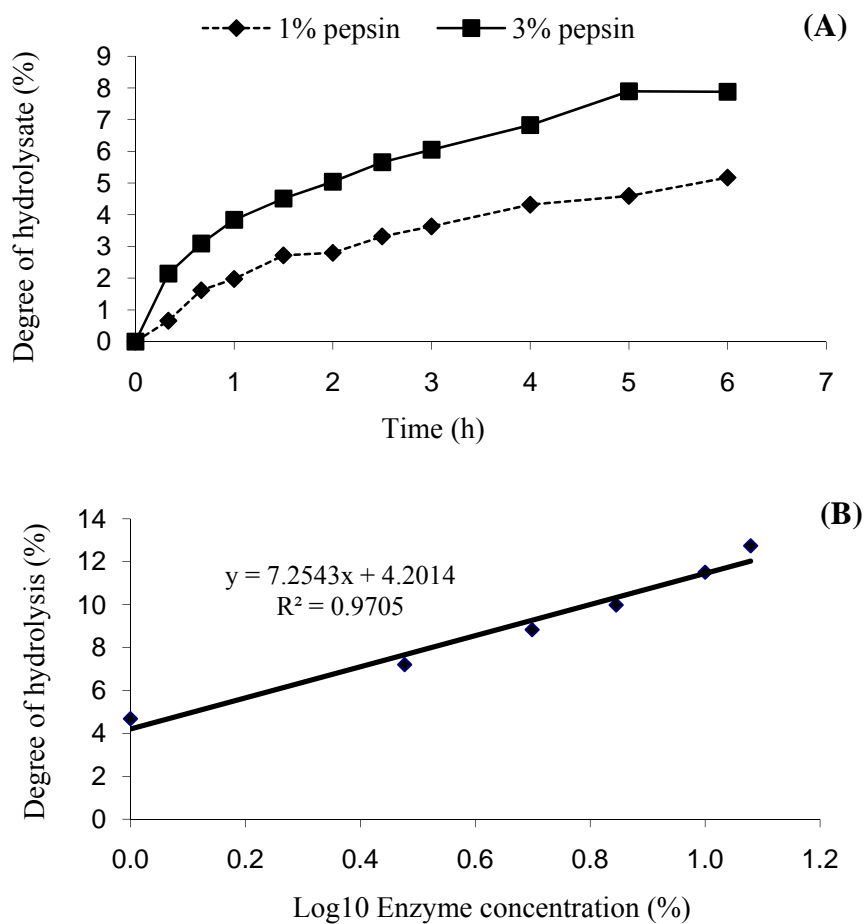 1% pepsin 3% pepsin (A)
Degree of hydrolysate (%)
9
8
7
6
5
4
3
2
1
0
0 1 2 3 4 5 6 7
Time (h)
(B)
Degree of hydrolysis (%)
14
12
10
8
6
4
2
0
y = 7.2543x + 4.2014
R² = 0.9705
0.0 0.2 0.4 0.6 0.8 1.0 1.2
Log10 Enzyme concentration (%)